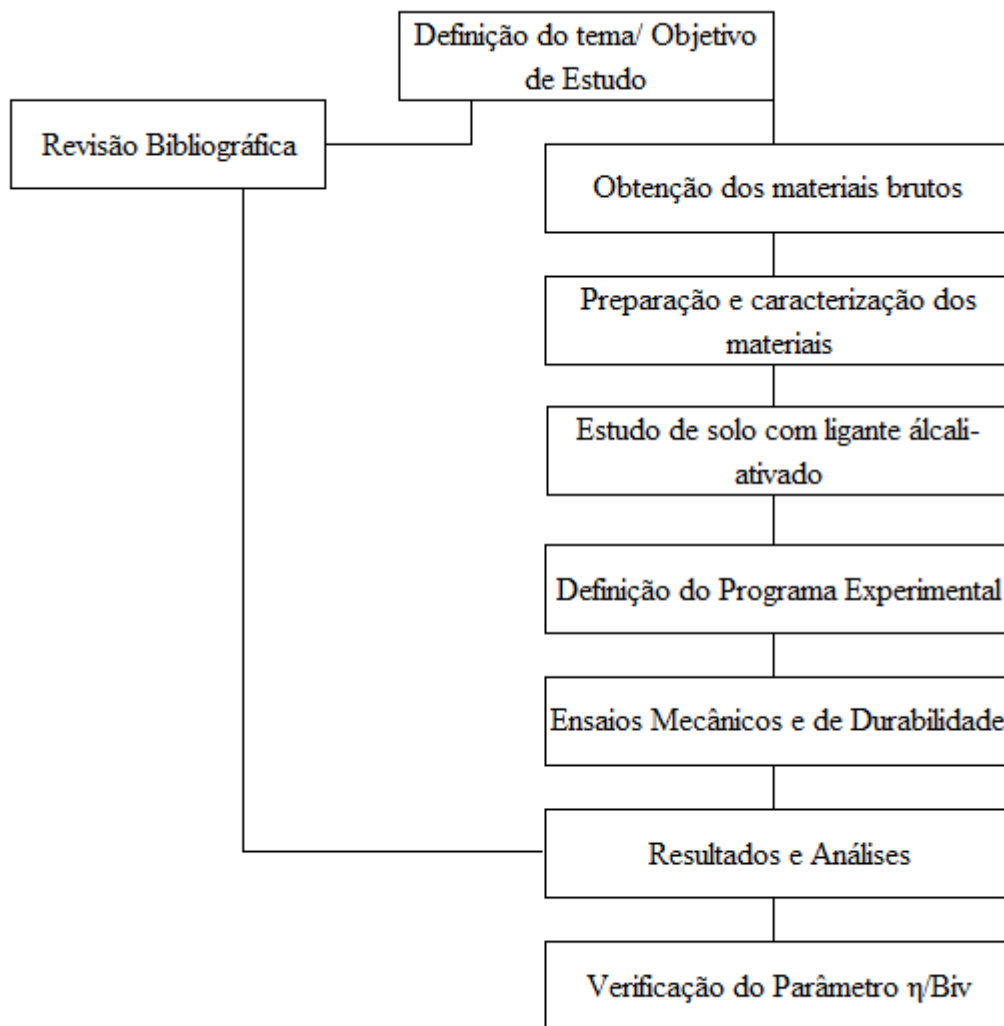 Definição do tema/ Objetivo
de Estudo
Revisão Bibliográfica
Obtenção dos materiais brutos
Preparação e caracterização dos
materiais
Estudo de solo com ligante álcali-
ativado
Definição do Programa Experimental
Ensaios Mecânicos e de Durabilidade
Resultados e Análises
Verificação do Parâmetro η/Biv